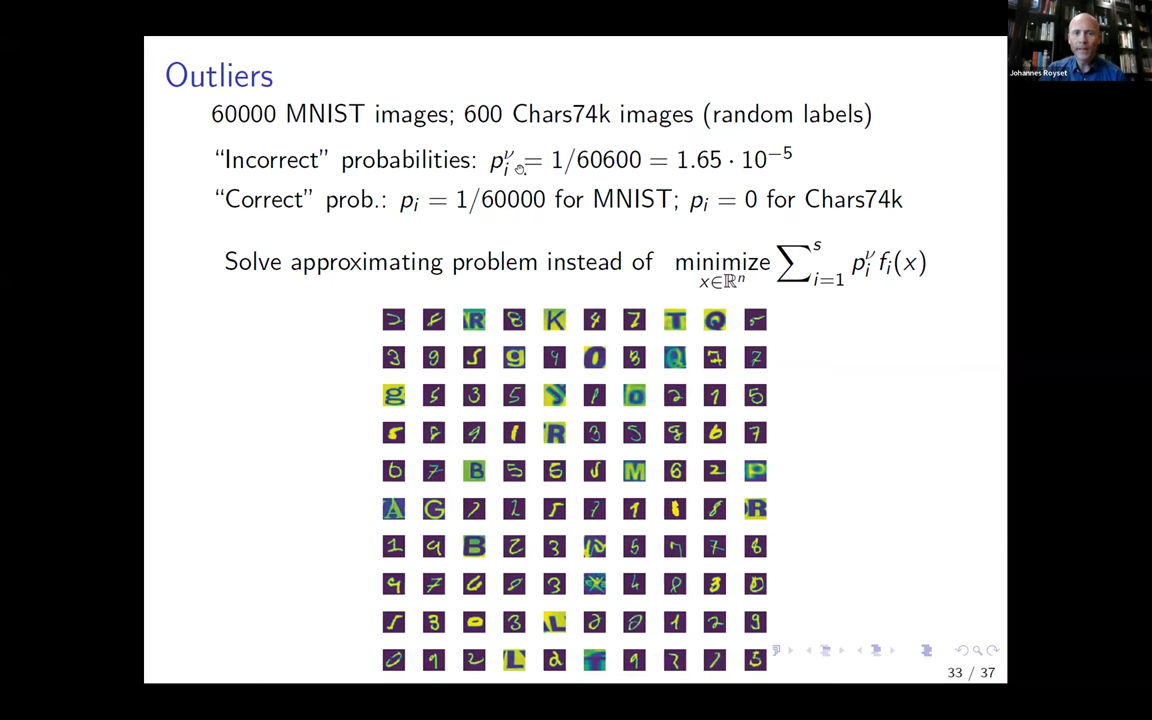 Outliers
60000 MNIST images; 600 Chars74k images (random labels)
“Incorrect” probabilities: p_i^ν = 1/60600 = 1.65 · 10^{−5}
“Correct” prob.: p_i = 1/60000 for MNIST; p_i = 0 for Chars74k
Solve approximating problem instead of minimize_{x∈ℝ^n} ∑_{i=1}^{s} p_i^ν f_i(x)
33 / 37
Johannes Royset